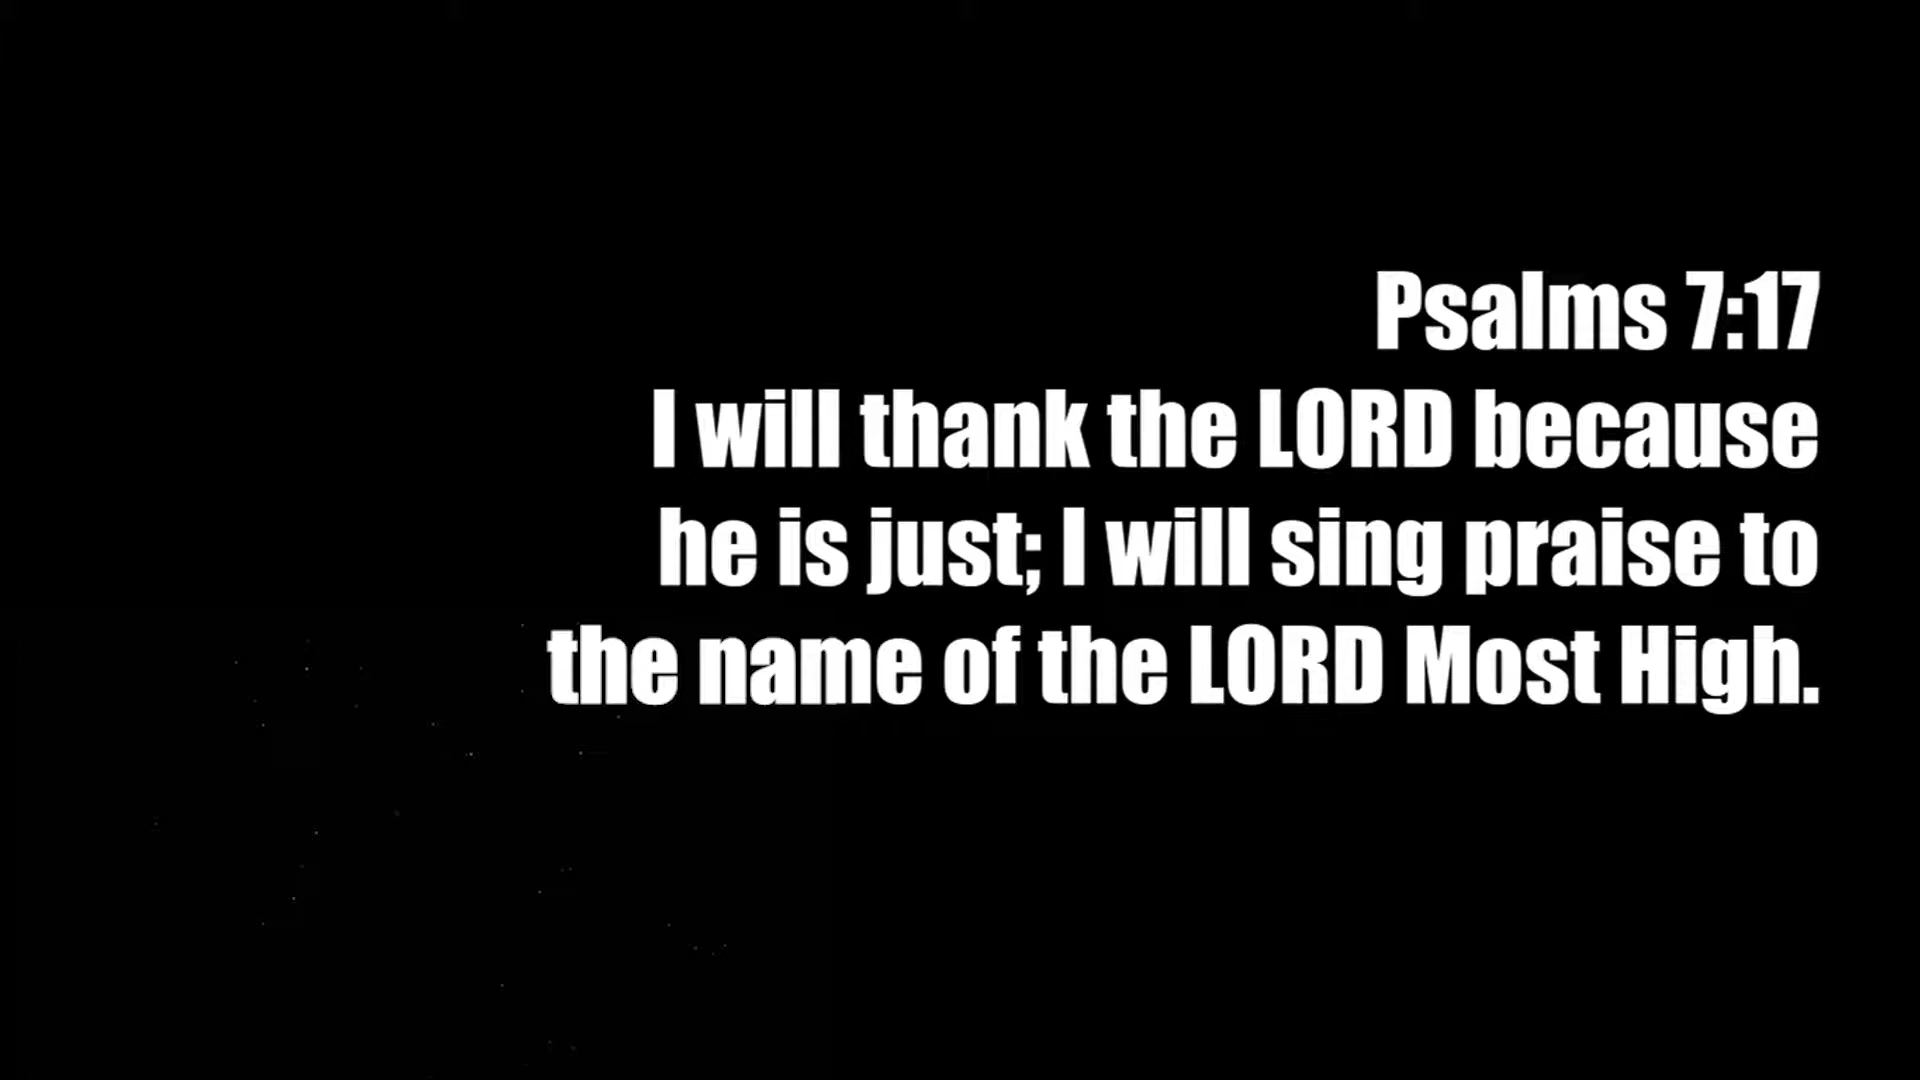 Psalms 7:17
I will thank the LORD because
he is just; I will sing praise to
the name of the LORD Most High.